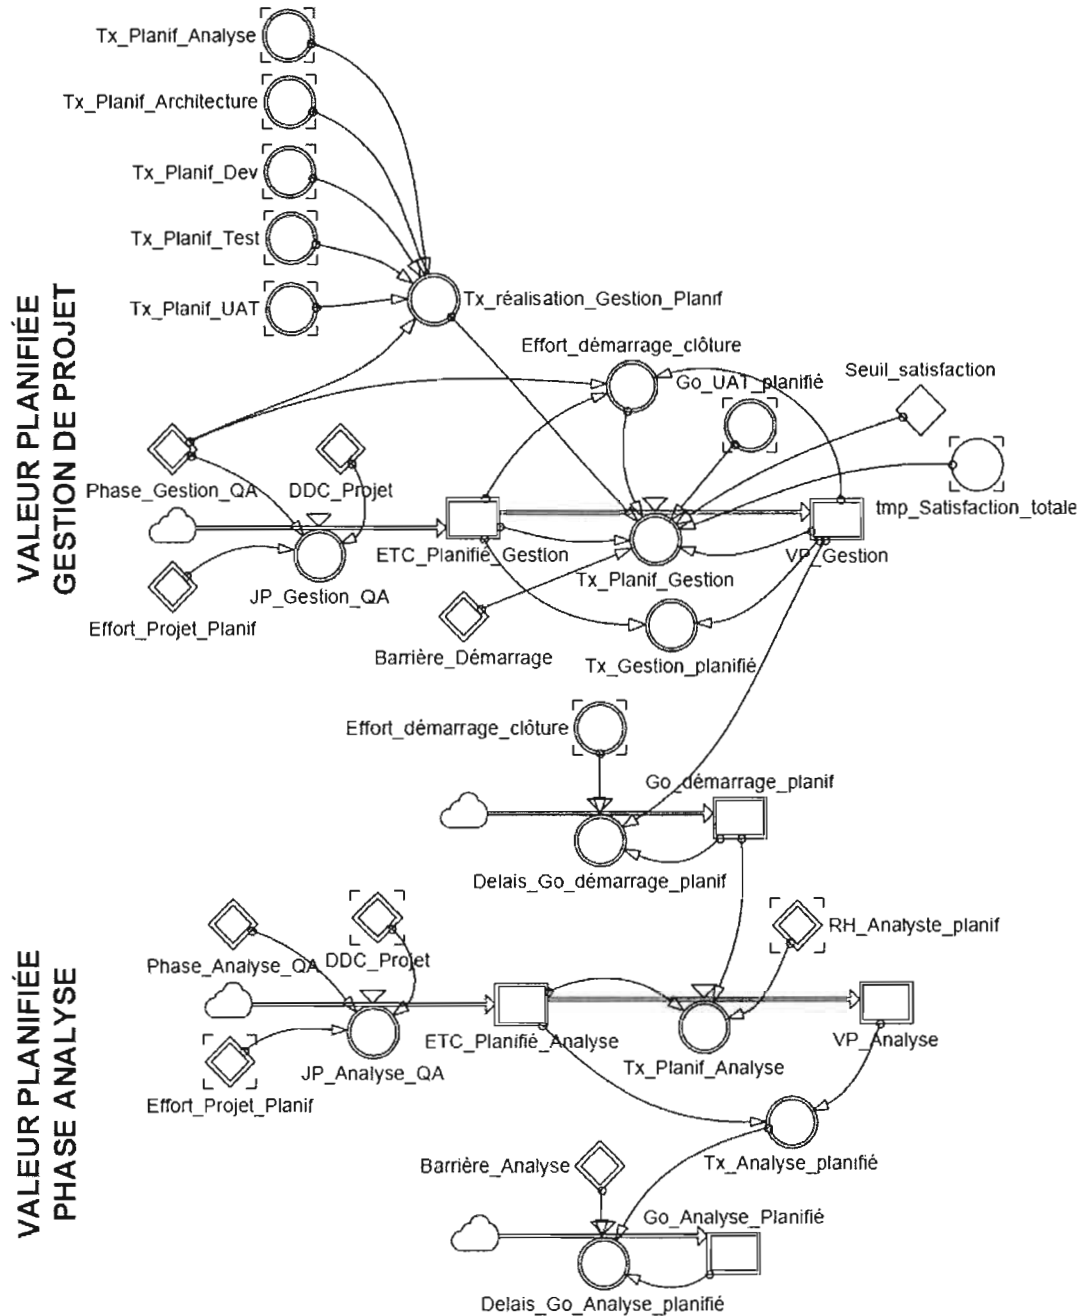 Tx_Planif_Analyse
Tx_Planif_Architecture
Tx_Planif_Dev
Tx_Planif_Test
Tx_Planif_UAT
Tx_réalisation_Gestion_Planif
VALEUR PLANIFIÉE
GESTION DE PROJET
Effort_démarrage_clôture
Go_UAT_planifié
Seuil_satisfaction
Phase_Gestion_QA
DDC_Projet
tmp_Satisfaction_totale
ETC_Planifié_Gestion
Tx_Planif_Gestion
VP_Gestion
JP_Gestion_QA
Effort_Projet_Planif
Barrière_Démarrage
Tx_Gestion_planifié
Effort_démarrage_clôture
Go_démarrage_planif
Delais_Go_démarrage_planif
VALEUR PLANIFIÉE
PHASE ANALYSE
Phase_Analyse_QA
DDC_Projet
RH_Analyste_planif
ETC_Planifié_Analyse
VP_Analyse
JP_Analyse_QA
Tx_Planif_Analyse
Effort_Projet_Planif
Barrière_Analyse
Tx_Analyse_planifié
Go_Analyse_Planifié
Delais_Go_Analyse_planifié